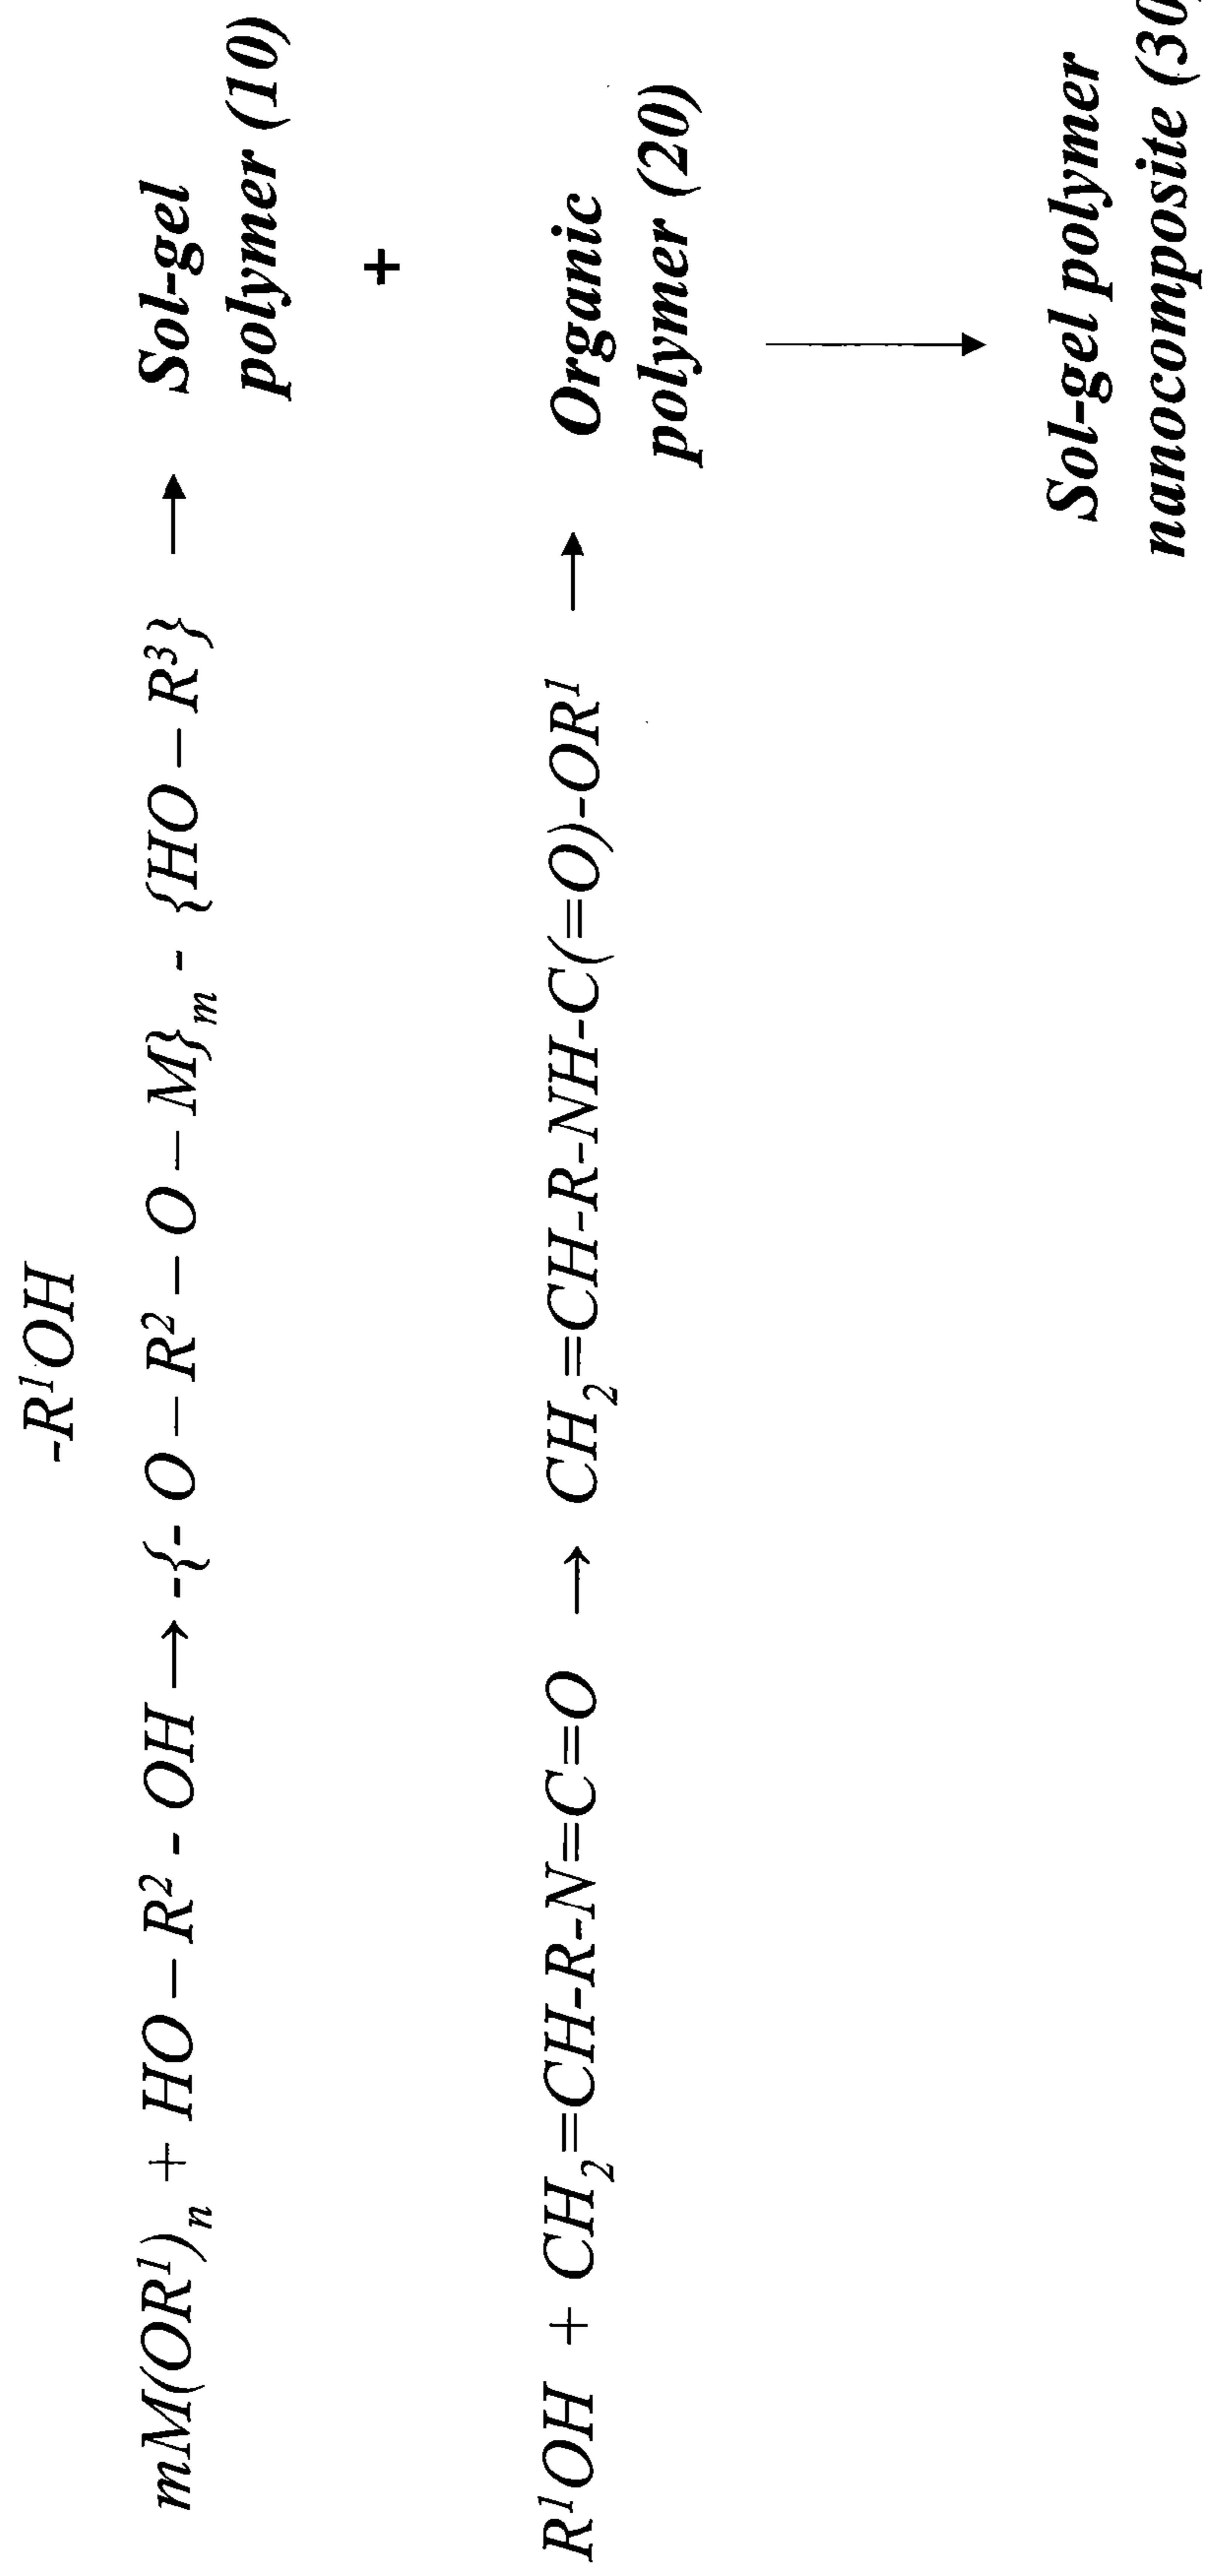 -R¹OH
mM(OR¹)ₙ + HO – R² - OH → -{- O – R² – O – M}ₘ - {HO – R³} → Sol-gel
polymer (10)
+
R¹OH + CH₂=CH-R-N=C=O → CH₂=CH-R-NH-C(=O)-OR¹ → Organic
polymer (20)
Sol-gel polymer
nanocomposite (30